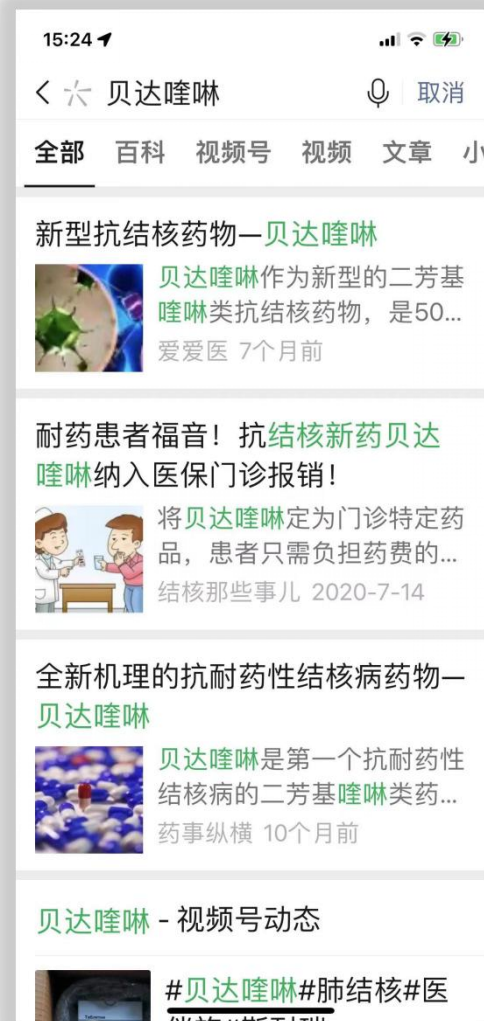 15:24
贝达喹啉
取消
全部 百科 视频号 视频 文章
新型抗结核药物—贝达喹啉
贝达喹啉作为新型的二芳基
喹啉类抗结核药物，是50...
爱爱医 7个月前
耐药患者福音！抗结核新药贝达
喹啉纳入医保门诊报销！
将贝达喹啉定为门诊特定药
品，患者只需负担药费的...
结核那些事儿 2020-7-14
全新机理的抗耐药性结核病药物—
贝达喹啉
贝达喹啉是第一个抗耐药性
结核病的二芳基喹啉类药...
药事纵横 10个月前
贝达喹啉 - 视频号动态
#贝达喹啉#肺结核#医